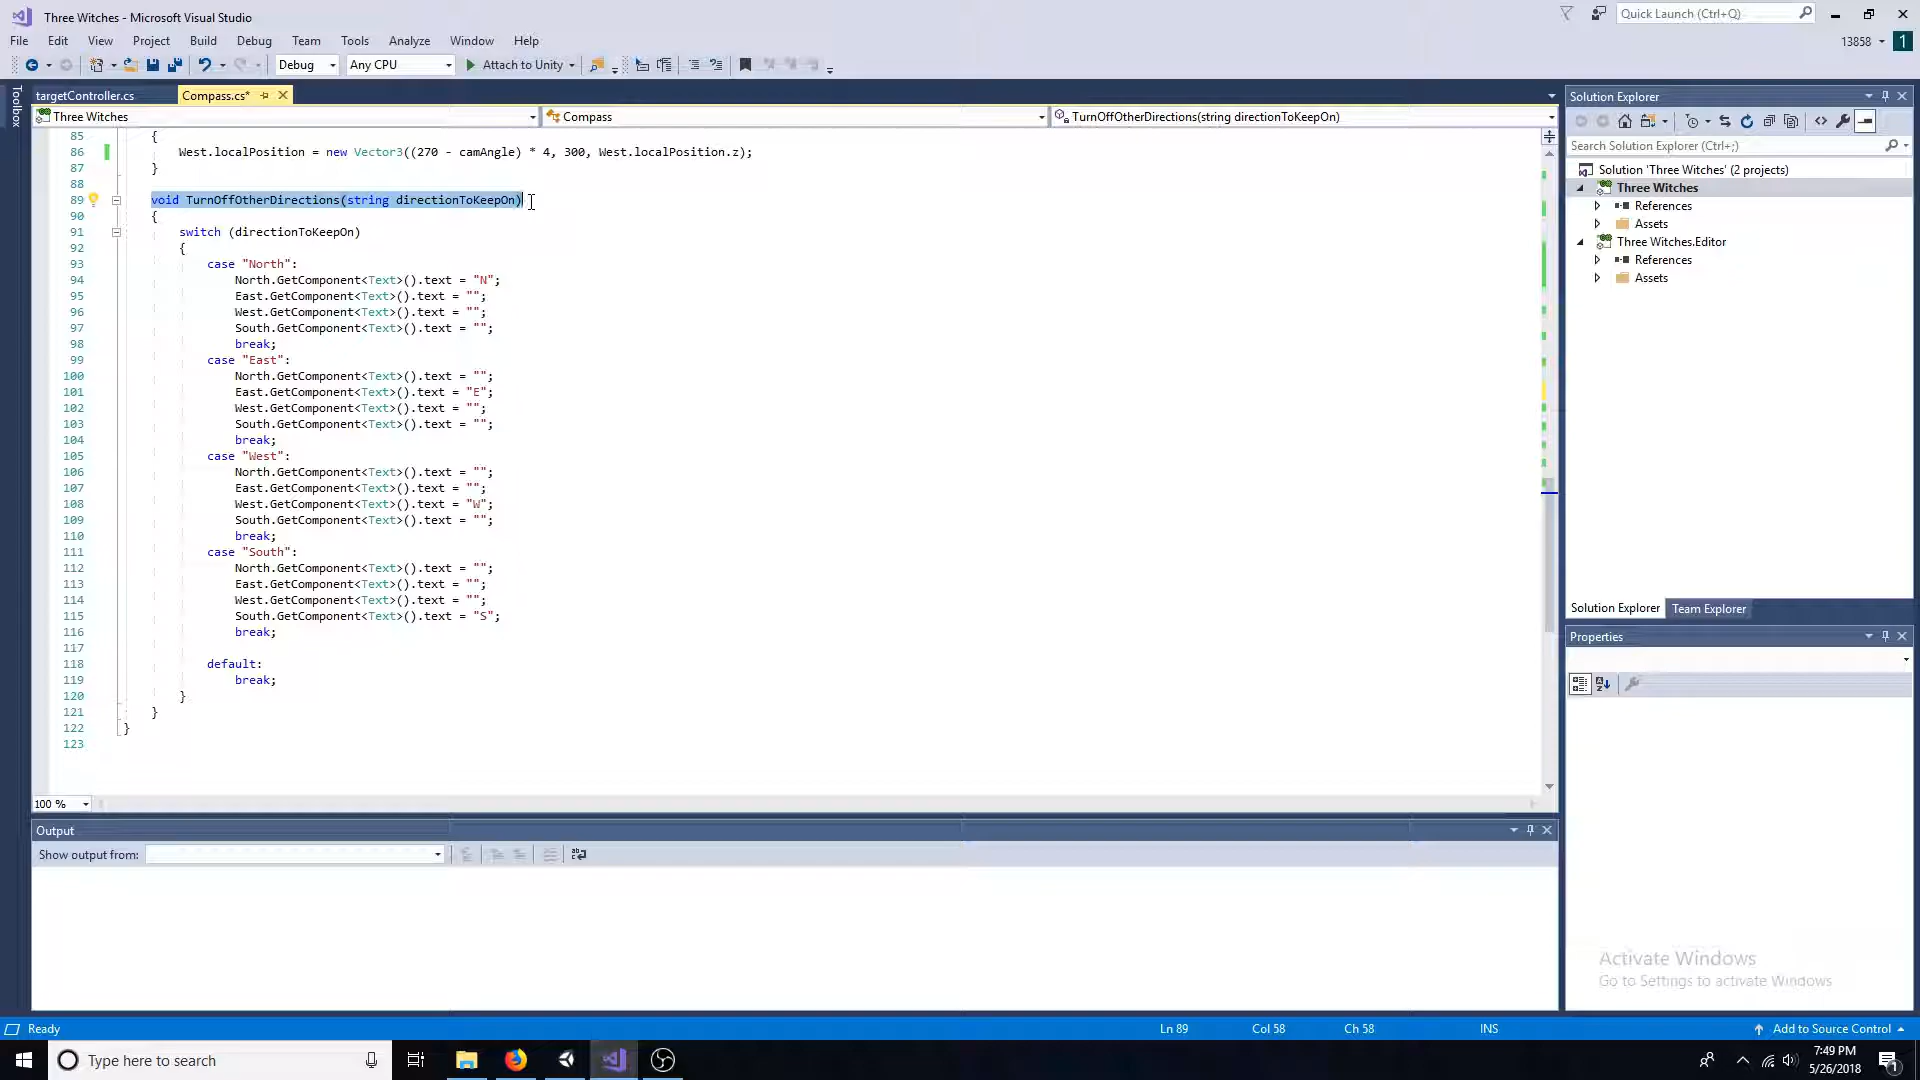 Three Witches - Microsoft Visual Studio
Quick Launch (Ctrl+Q)
File Edit View Project Build Debug Team Tools Analyze Window Help
13858 1
Debug Any CPU Attach to Unity
Toolbox
targetController.cs Compass.cs*
Three Witches Compass TurnOffOtherDirections(string directionToKeepOn)
85 {
86 West.localPosition = new Vector3((270 - camAngle) * 4, 300, West.localPosition.z);
87 }
88
89 void TurnOffOtherDirections(string directionToKeepOn)
90 {
91 switch (directionToKeepOn)
92 {
93 case "North":
94 North.GetComponent<Text>().text = "N";
95 East.GetComponent<Text>().text = "";
96 West.GetComponent<Text>().text = "";
97 South.GetComponent<Text>().text = "";
98 break;
99 case "East":
100 North.GetComponent<Text>().text = "";
101 East.GetComponent<Text>().text = "E";
102 West.GetComponent<Text>().text = "";
103 South.GetComponent<Text>().text = "";
104 break;
105 case "West":
106 North.GetComponent<Text>().text = "";
107 East.GetComponent<Text>().text = "";
108 West.GetComponent<Text>().text = "W";
109 South.GetComponent<Text>().text = "";
110 break;
111 case "South":
112 North.GetComponent<Text>().text = "";
113 East.GetComponent<Text>().text = "";
114 West.GetComponent<Text>().text = "";
115 South.GetComponent<Text>().text = "S";
116 break;
117
118 default:
119 break;
120 }
121 }
122 }
123
100 %
Output
Show output from:
Solution Explorer
Search Solution Explorer (Ctrl+;)
Solution 'Three Witches' (2 projects)
Three Witches
References
Assets
Three Witches.Editor
References
Assets
Solution Explorer Team Explorer
Properties
Activate Windows
Go to Settings to activate Windows
Ready Ln 89 Col 58 Ch 58 INS Add to Source Control
Type here to search
7:49 PM
5/26/2018
1